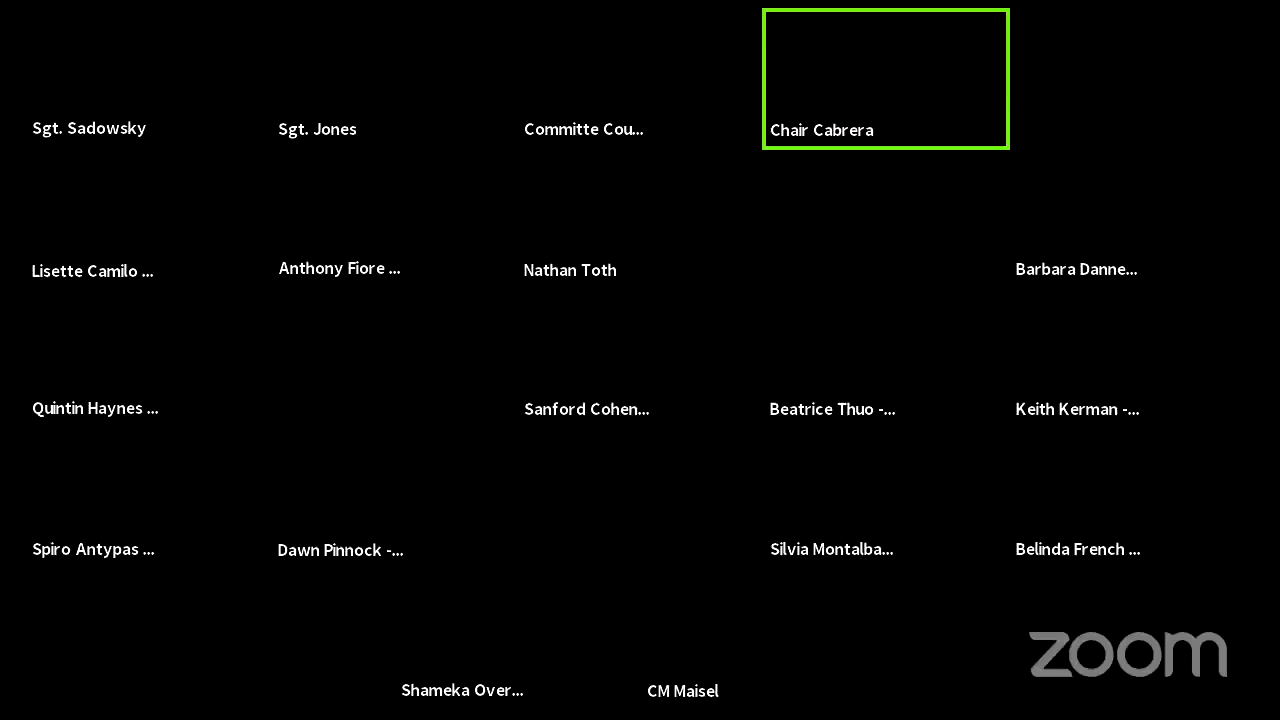 Sgt. Sadowsky
Sgt. Jones
Committe Cou...
Chair Cabrera
Lisette Camilo ...
Anthony Fiore ...
Nathan Toth
Barbara Danne...
Quintin Haynes ...
Sanford Cohen...
Beatrice Thuo -...
Keith Kerman -...
Spiro Antypas ...
Dawn Pinnock -...
Silvia Montalba...
Belinda French ...
zoom
Shameka Over...
CM Maisel